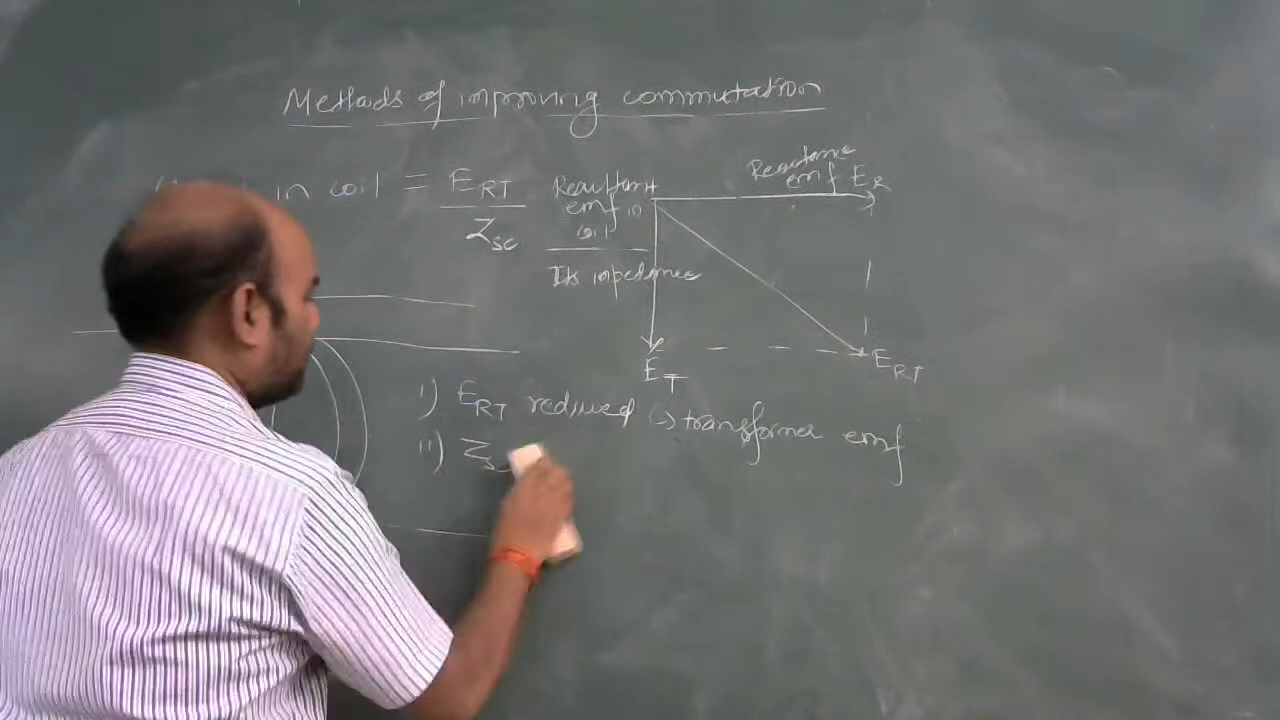 Methods of improving commutation
in coil = E_RT / Z_sc
Resultant emf in coil / Its impedance
Reactance emf E_R
E_T
E_RT
i) E_RT reduced (↳ transformer emf
ii) Z_s